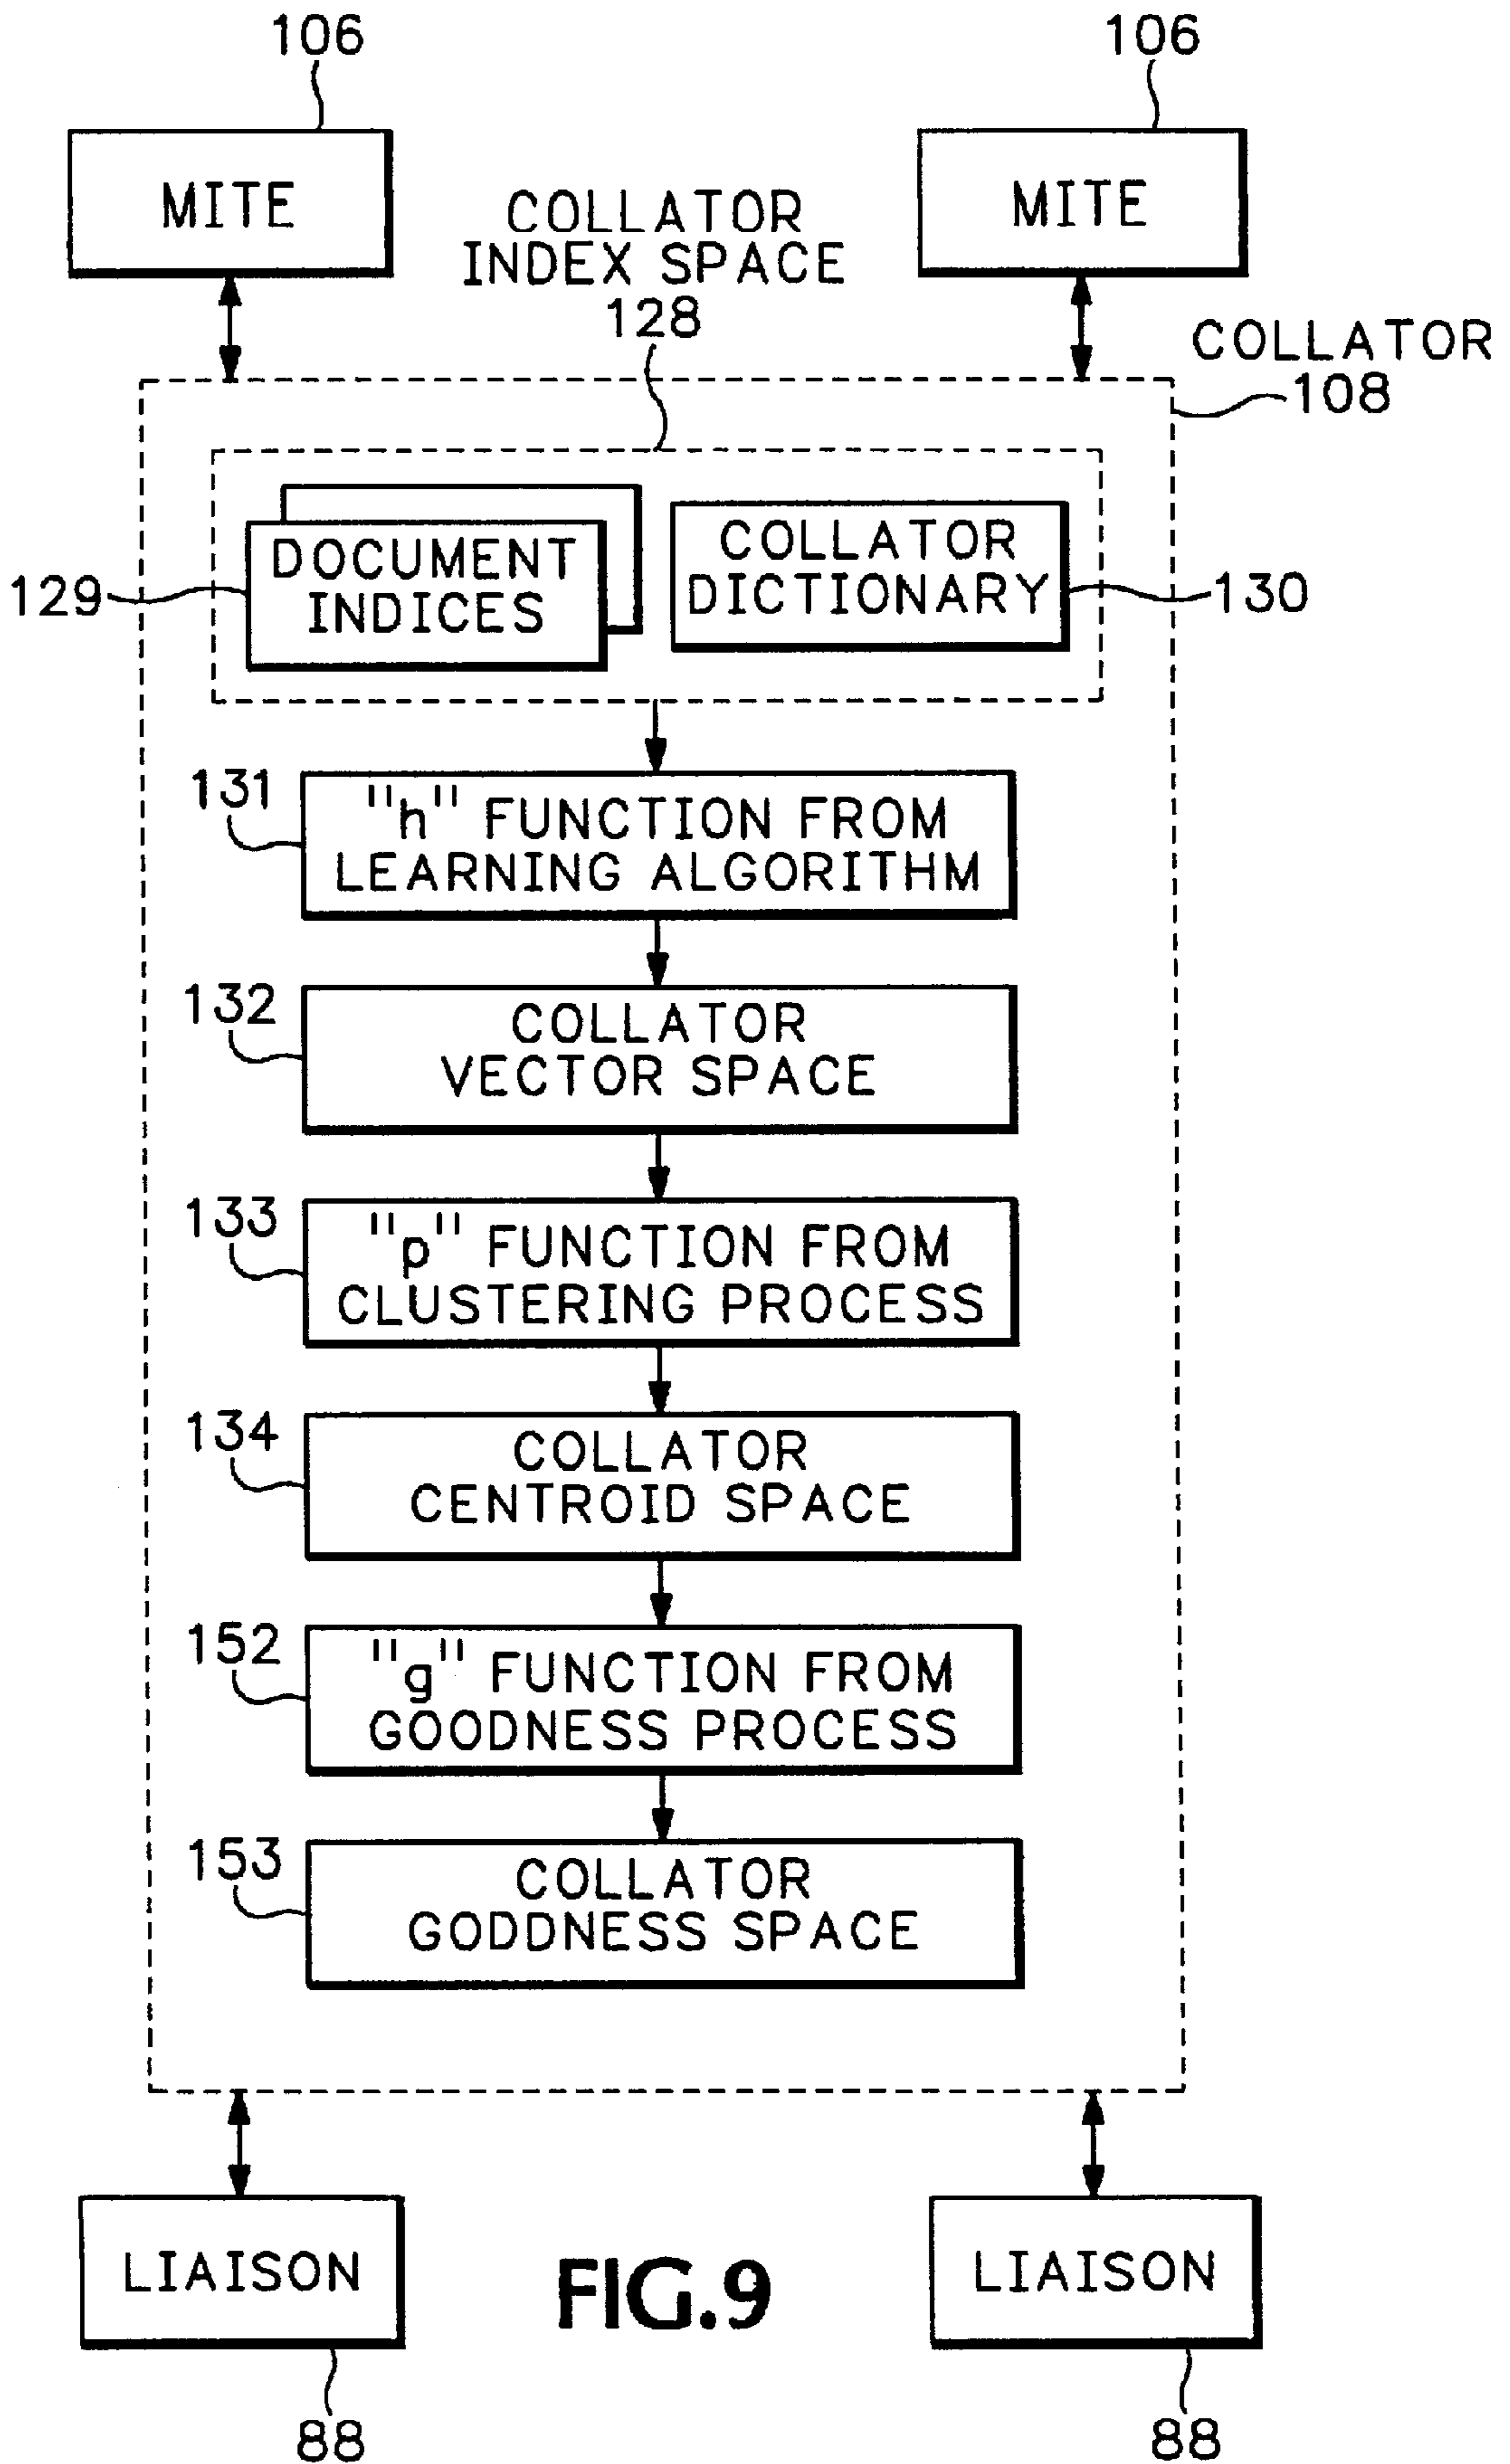 106
106
MITE
MITE
COLLATOR
INDEX SPACE
128
COLLATOR
108
DOCUMENT
INDICES
COLLATOR
DICTIONARY
129
130
131
"h" FUNCTION FROM
LEARNING ALGORITHM
132
COLLATOR
VECTOR SPACE
133
"p" FUNCTION FROM
CLUSTERING PROCESS
134
COLLATOR
CENTROID SPACE
152
"g" FUNCTION FROM
GOODNESS PROCESS
153
COLLATOR
GODDNESS SPACE
LIAISON
LIAISON
FIG.9
88
88